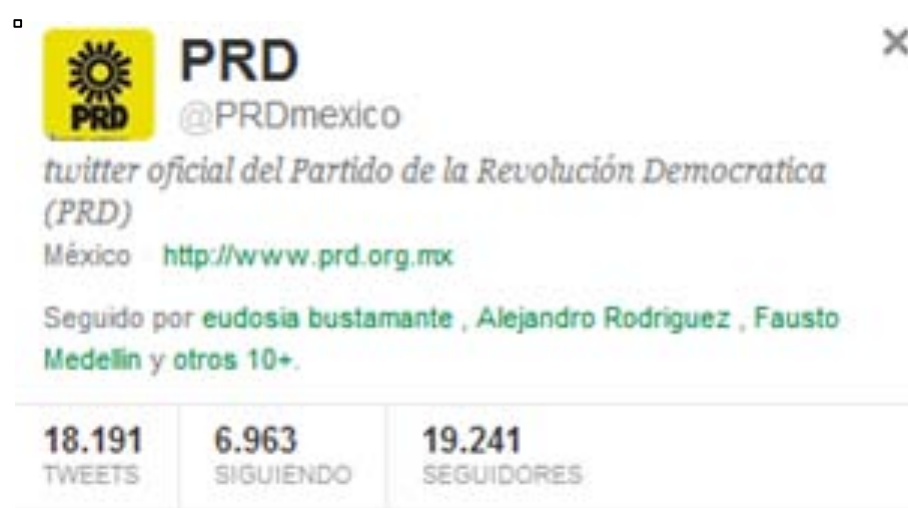 PRD
PRD
@PRDmexico
twitter oficial del Partido de la Revolución Democratica
(PRD)
México http://www.prd.org.mx
Seguido por eudosia bustamante , Alejandro Rodriguez , Fausto
Medellin y otros 10+.
18.191 6.963 19.241
TWEETS SIGUIENDO SEGUIDORES